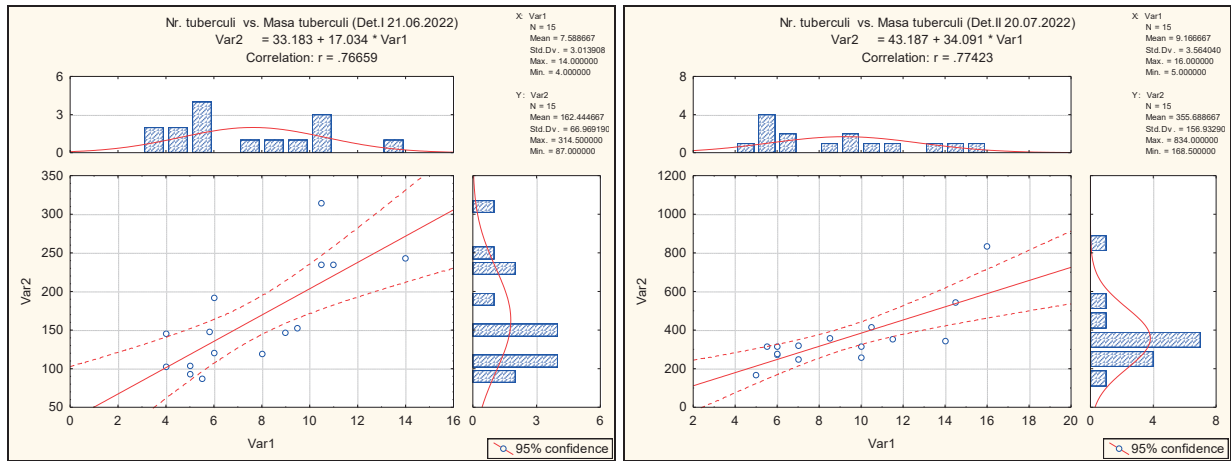 Nr. tuberculi vs. Masa tuberculi (Det.I 21.06.2022)
Var2 = 33.183 + 17.034 * Var1
Correlation: r = .76659
X: Var1
N = 15
Mean = 7.588667
Std.Dv. = 3.013908
Max. = 14.000000
Min. = 4.000000
Y: Var2
N = 15
Mean = 162.444667
Std.Dv. = 66.969190
Max. = 314.500000
Min. = 87.000000
6
3
0
350
300
250
200
150
100
50
Var2
0 2 4 6 8 10 12 14 16
Var1
0 3 6
95% confidence
Nr. tuberculi vs. Masa tuberculi (Det.II 20.07.2022)
Var2 = 43.187 + 34.091 * Var1
Correlation: r = .77423
X: Var1
N = 15
Mean = 9.166667
Std.Dv. = 3.564040
Max. = 16.000000
Min. = 5.000000
Y: Var2
N = 15
Mean = 355.688667
Std.Dv. = 156.93290
Max. = 834.000000
Min. = 168.500000
8
4
0
1200
1000
800
600
400
200
0
Var2
2 4 6 8 10 12 14 16 18 20
Var1
0 4 8
95% confidence